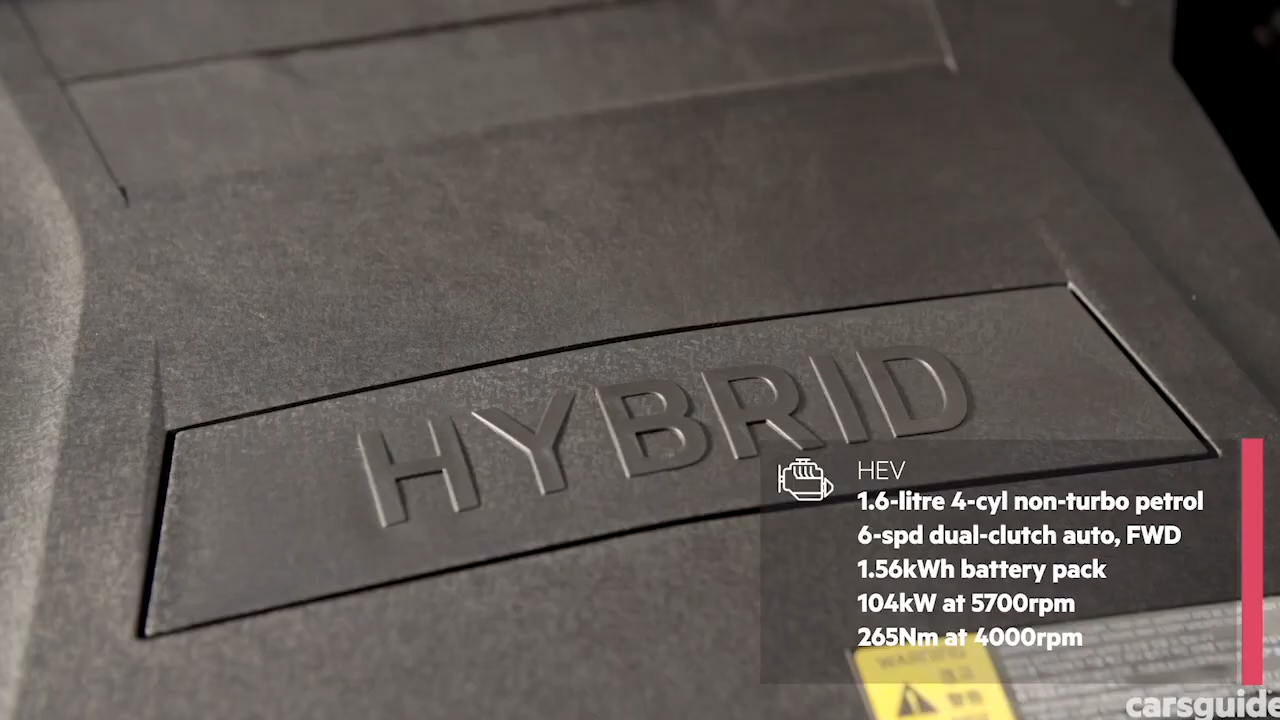 HYBRID
HEV
1.6-litre 4-cyl non-turbo petrol
6-spd dual-clutch auto, FWD
1.56kWh battery pack
104kW at 5700rpm
265Nm at 4000rpm
WARNING
carsguide